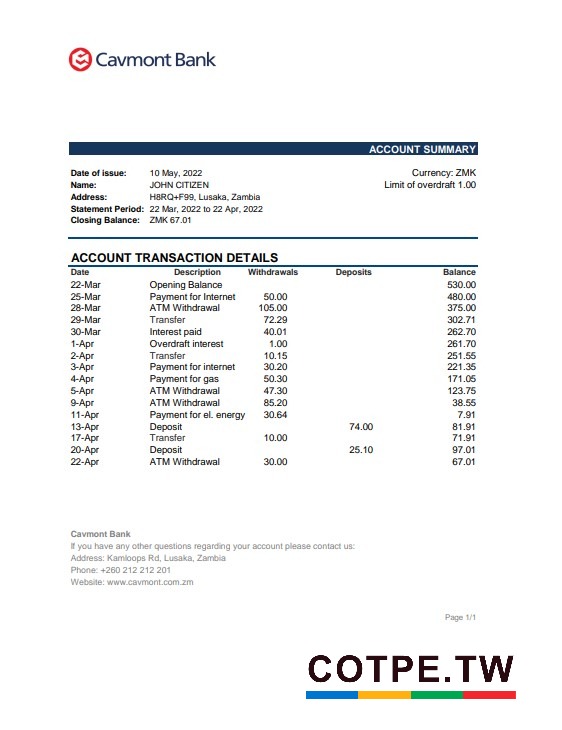 Cavmont Bank
ACCOUNT SUMMARY
Date of issue: 10 May, 2022 Currency: ZMK
Name: JOHN CITIZEN Limit of overdraft 1.00
Address: H8RQ+F99, Lusaka, Zambia
Statement Period: 22 Mar, 2022 to 22 Apr, 2022
Closing Balance: ZMK 67.01
ACCOUNT TRANSACTION DETAILS
Date Description Withdrawals Deposits Balance
22-Mar Opening Balance 530.00
25-Mar Payment for Internet 50.00 480.00
28-Mar ATM Withdrawal 105.00 375.00
29-Mar Transfer 72.29 302.71
30-Mar Interest paid 40.01 262.70
1-Apr Overdraft interest 1.00 261.70
2-Apr Transfer 10.15 251.55
3-Apr Payment for internet 30.20 221.35
4-Apr Payment for gas 50.30 171.05
5-Apr ATM Withdrawal 47.30 123.75
9-Apr ATM Withdrawal 85.20 38.55
11-Apr Payment for el. energy 30.64 7.91
13-Apr Deposit 74.00 81.91
17-Apr Transfer 10.00 71.91
20-Apr Deposit 25.10 97.01
22-Apr ATM Withdrawal 30.00 67.01
Cavmont Bank
If you have any other questions regarding your account please contact us:
Address: Kamloops Rd, Lusaka, Zambia
Phone: +260 212 212 201
Website: www.cavmont.com.zm
Page 1/1
COTPE.TW